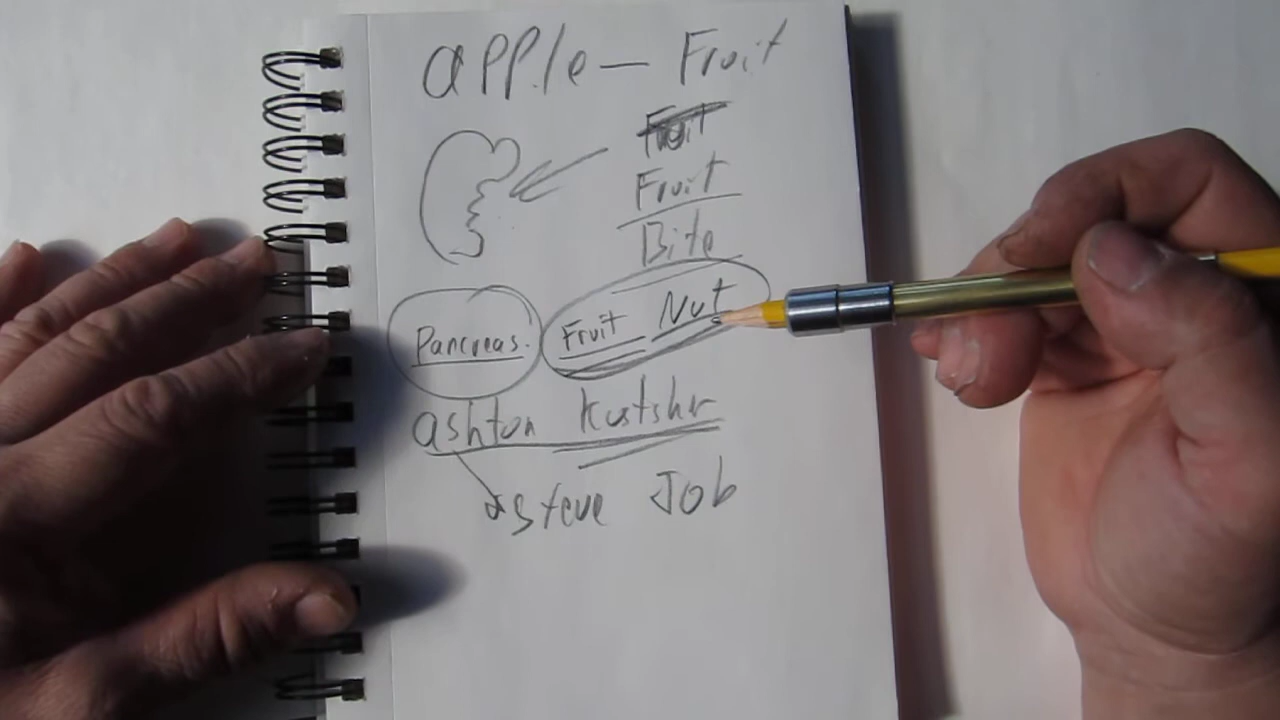 apple — Fruit
Fruit
Fruit
Bite
Pancreas. Fruit Nut
ashton Kutshr
steve Job